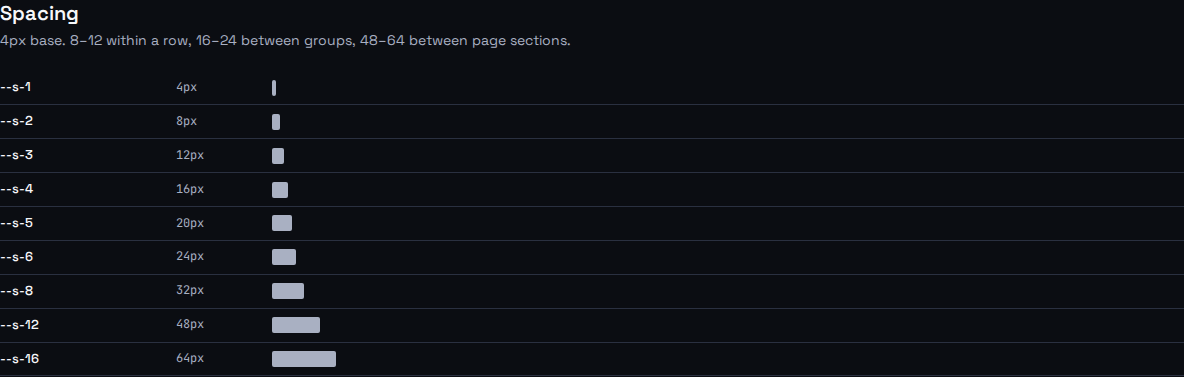 Spacing
4px base. 8–12 within a row, 16–24 between groups, 48–64 between page sections.
--s-1 4px
--s-2 8px
--s-3 12px
--s-4 16px
--s-5 20px
--s-6 24px
--s-8 32px
--s-12 48px
--s-16 64px